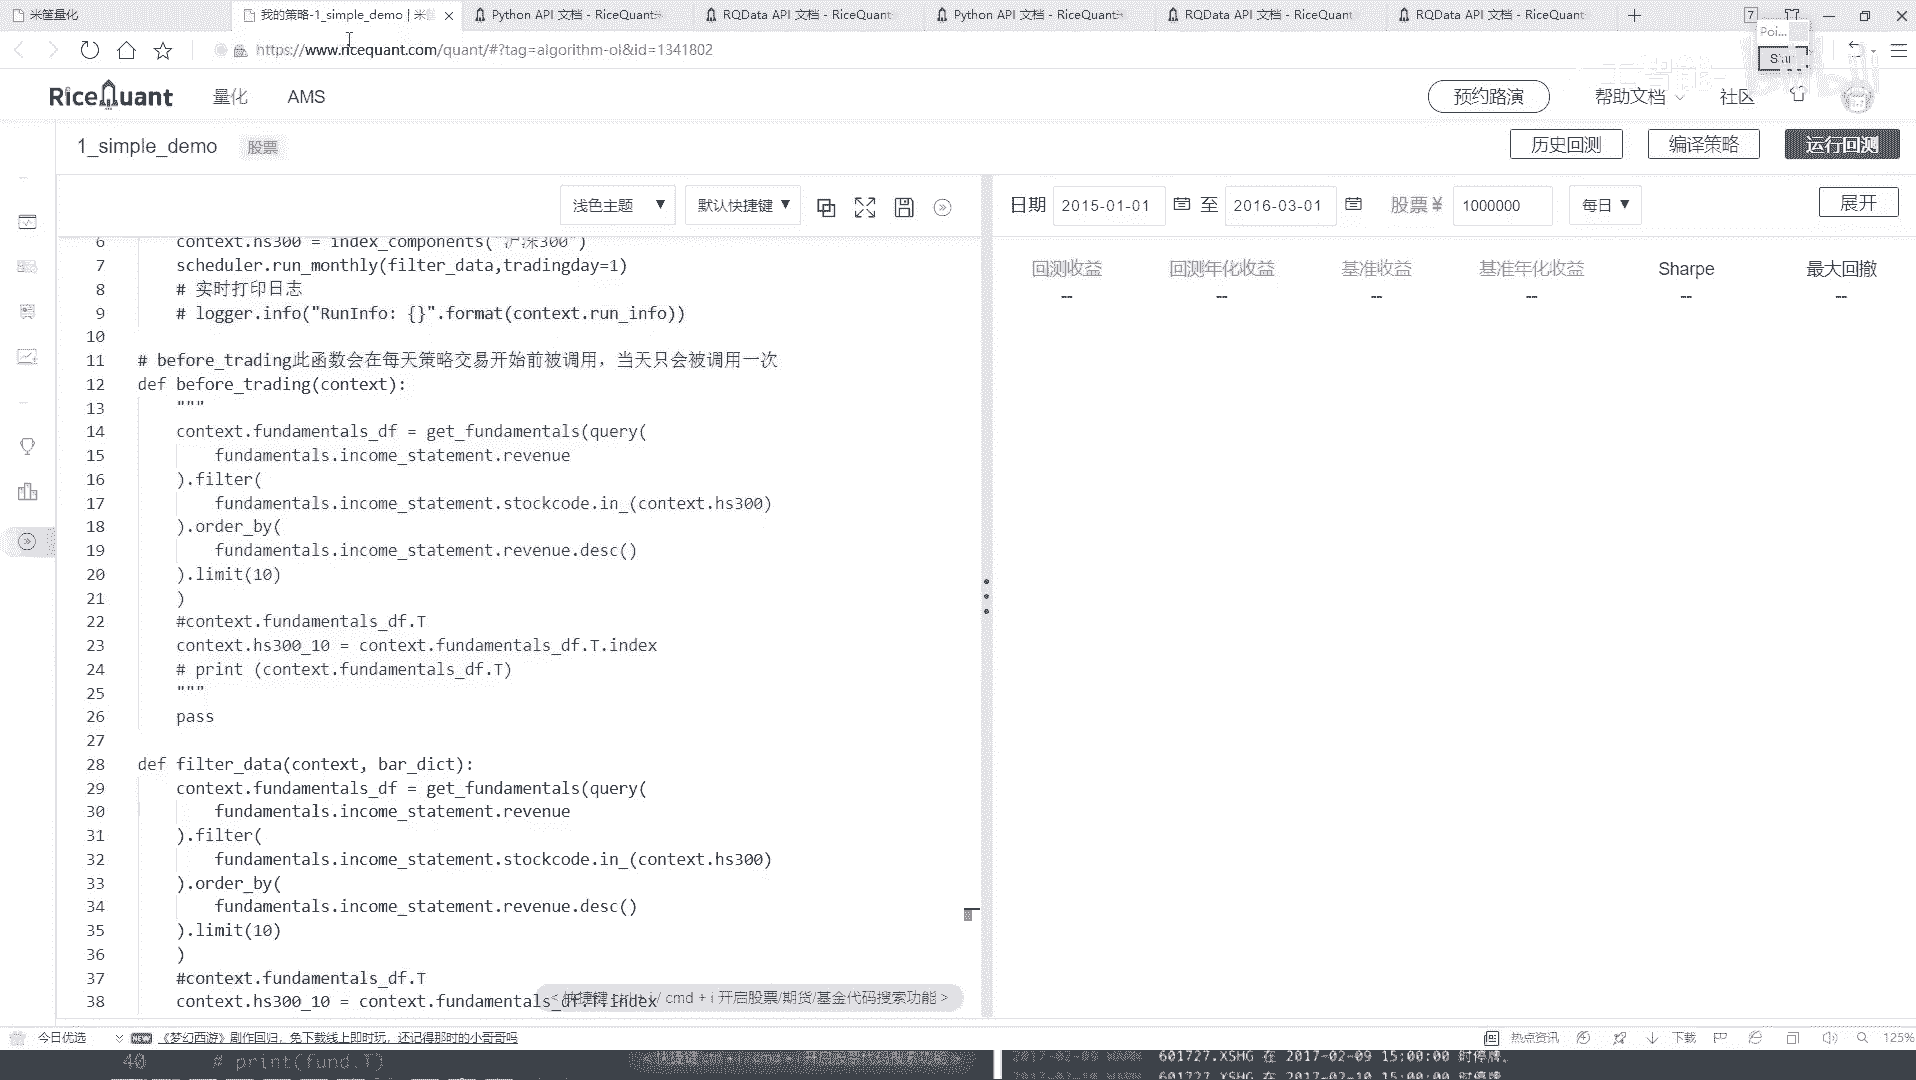 米筐量化
我的策略-1_simple_demo | 米筐
Python API 文档 - RiceQuant
RQData API 文档 - RiceQuant
Python API 文档 - RiceQuant
RQData API 文档 - RiceQuant
RQData API 文档 - RiceQuant
7
Poi...
https://www.ricequant.com/quant/#?tag=algorithm-ol&id=1341802
RiceQuant 量化 AMS
预约路演 帮助文档 社区
1_simple_demo 股票
历史回测 编译策略 运行回测
浅色主题 ▼ 默认快捷键 ▼
日期 2015-01-01 至 2016-03-01 股票 ¥ 1000000 每日 ▼ 展开
回测收益 回测年化收益 基准收益 基准年化收益 Sharpe 最大回撤
-- -- -- -- -- --
6 context.hs300 = index_components("沪深300")
7 scheduler.run_monthly(filter_data,tradingday=1)
8 # 实时打印日志
9 # logger.info("RunInfo: {}".format(context.run_info))
10
11 # before_trading此函数会在每天策略交易开始前被调用，当天只会被调用一次
12 def before_trading(context):
13 """
14 context.fundamentals_df = get_fundamentals(query(
15 fundamentals.income_statement.revenue
16 ).filter(
17 fundamentals.income_statement.stockcode.in_(context.hs300)
18 ).order_by(
19 fundamentals.income_statement.revenue.desc()
20 ).limit(10)
21 )
22 #context.fundamentals_df.T
23 context.hs300_10 = context.fundamentals_df.T.index
24 # print (context.fundamentals_df.T)
25 """
26 pass
27
28 def filter_data(context, bar_dict):
29 context.fundamentals_df = get_fundamentals(query(
30 fundamentals.income_statement.revenue
31 ).filter(
32 fundamentals.income_statement.stockcode.in_(context.hs300)
33 ).order_by(
34 fundamentals.income_statement.revenue.desc()
35 ).limit(10)
36 )
37 #context.fundamentals_df.T
38 context.hs300_10 = context.fundamentals_df.T.index
/ cmd + i 开启股票/期货/基金代码搜索功能 >
今日优选 NEW 《梦幻西游》剧作回归，免下载线上即时玩，还记得那时的小哥哥吗
热点资讯 下载 125%
40 # print(fund.T)
2017-02-09 601727.XSHG 在 2017-02-09 15:00:00 时停牌。
2017-02-10 601727.XSHG 在 2017-02-10 15:00:00 时停牌。